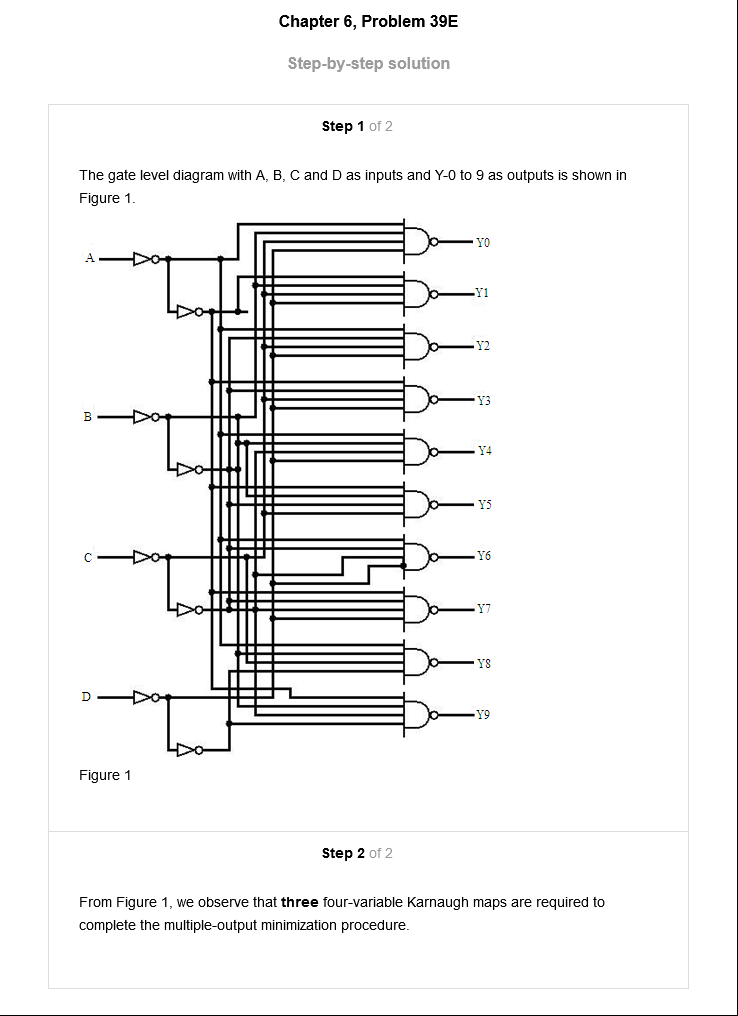 Chapter 6, Problem 39E
Step-by-step solution
Step 1 of 2
The gate level diagram with A, B, C and D as inputs and Y-0 to 9 as outputs is shown in
Figure 1.
A
Y0
Y1
Y2
Y3
B
Y4
Y5
C
Y6
Y7
Y8
D
Y9
Figure 1
Step 2 of 2
From Figure 1, we observe that three four-variable Karnaugh maps are required to
complete the multiple-output minimization procedure.